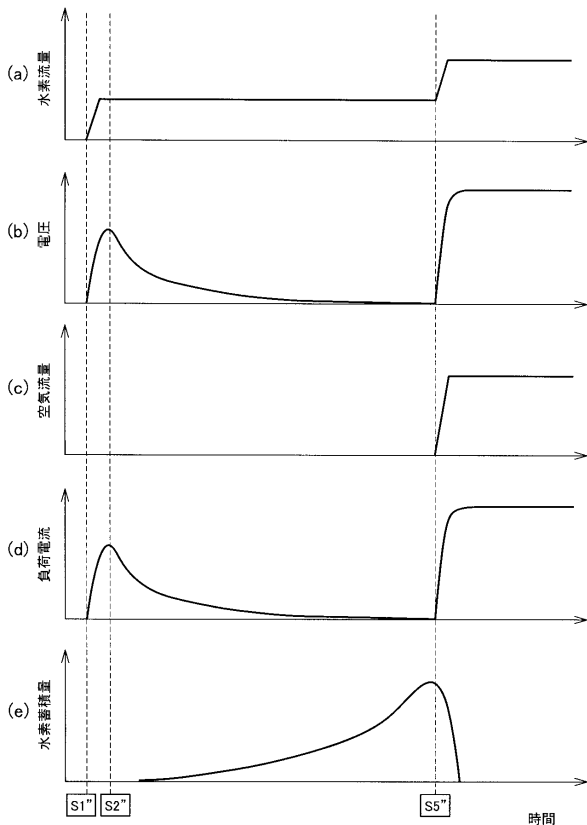 (a)
水素流量
(b)
電圧
(c)
空気流量
(d)
負荷電流
(e)
水素蓄積量
S1” S2” S5”
時間